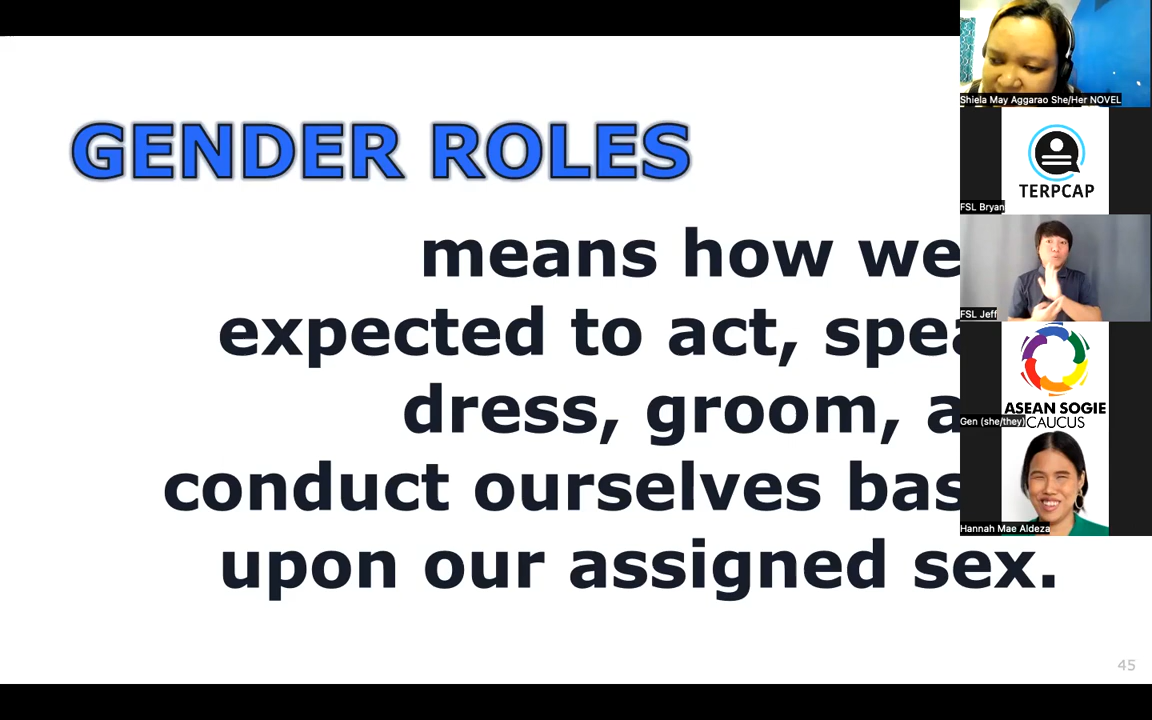 GENDER ROLES
means how we
expected to act, spea
dress, groom, a
conduct ourselves bas
upon our assigned sex.
45
Shiela May Aggarao She/Her NOVEL
TERPCAP
FSL Bryan
FSL Jeff
ASEAN SOGIE
CAUCUS
Gen (she/they)
Hannah Mae Aldeza